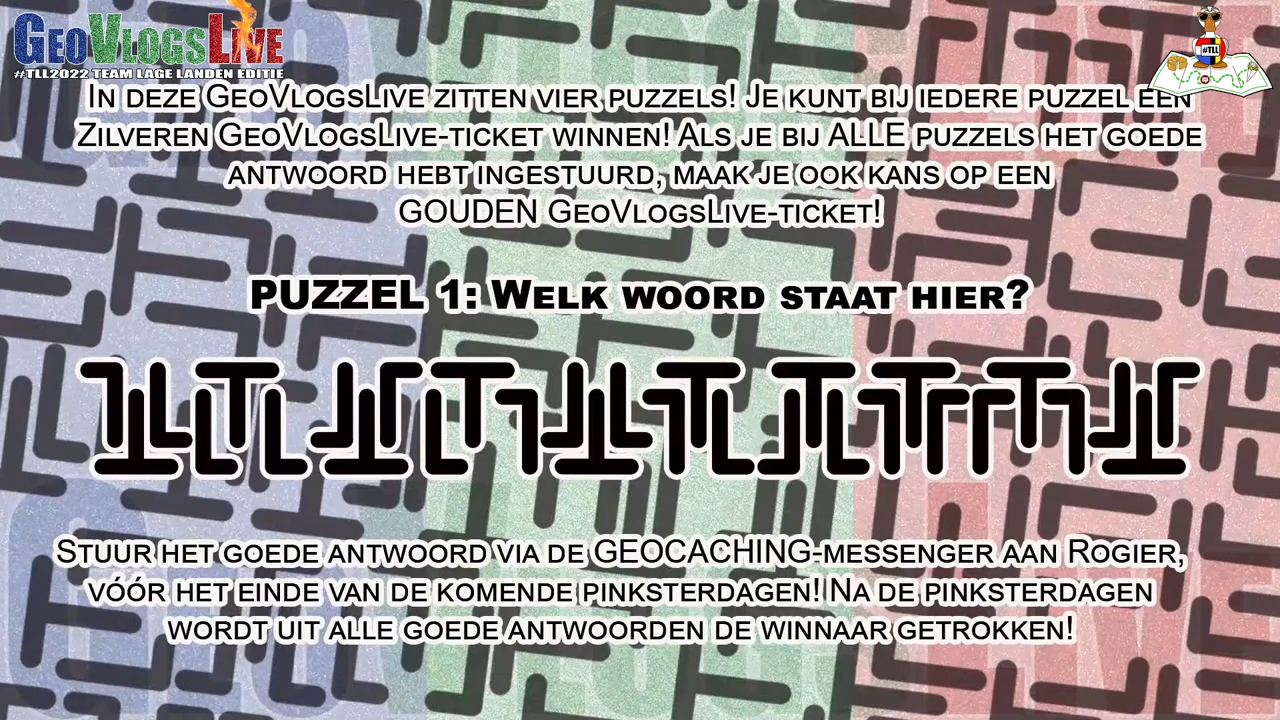 GEOVLOGSLIVE
#TLL2022 TEAM LAGE LANDEN EDITIE
#TLL
IN DEZE GEOVLOGSLIVE ZITTEN VIER PUZZELS! JE KUNT BIJ IEDERE PUZZEL EEN
ZILVEREN GEOVLOGSLIVE-TICKET WINNEN! ALS JE BIJ ALLE PUZZELS HET GOEDE
ANTWOORD HEBT INGESTUURD, MAAK JE OOK KANS OP EEN
GOUDEN GEOVLOGSLIVE-TICKET!
PUZZEL 1: WELK WOORD STAAT HIER?
STUUR HET GOEDE ANTWOORD VIA DE GEOCACHING-MESSENGER AAN ROGIER,
VÓÓR HET EINDE VAN DE KOMENDE PINKSTERDAGEN! NA DE PINKSTERDAGEN
WORDT UIT ALLE GOEDE ANTWOORDEN DE WINNAAR GETROKKEN!